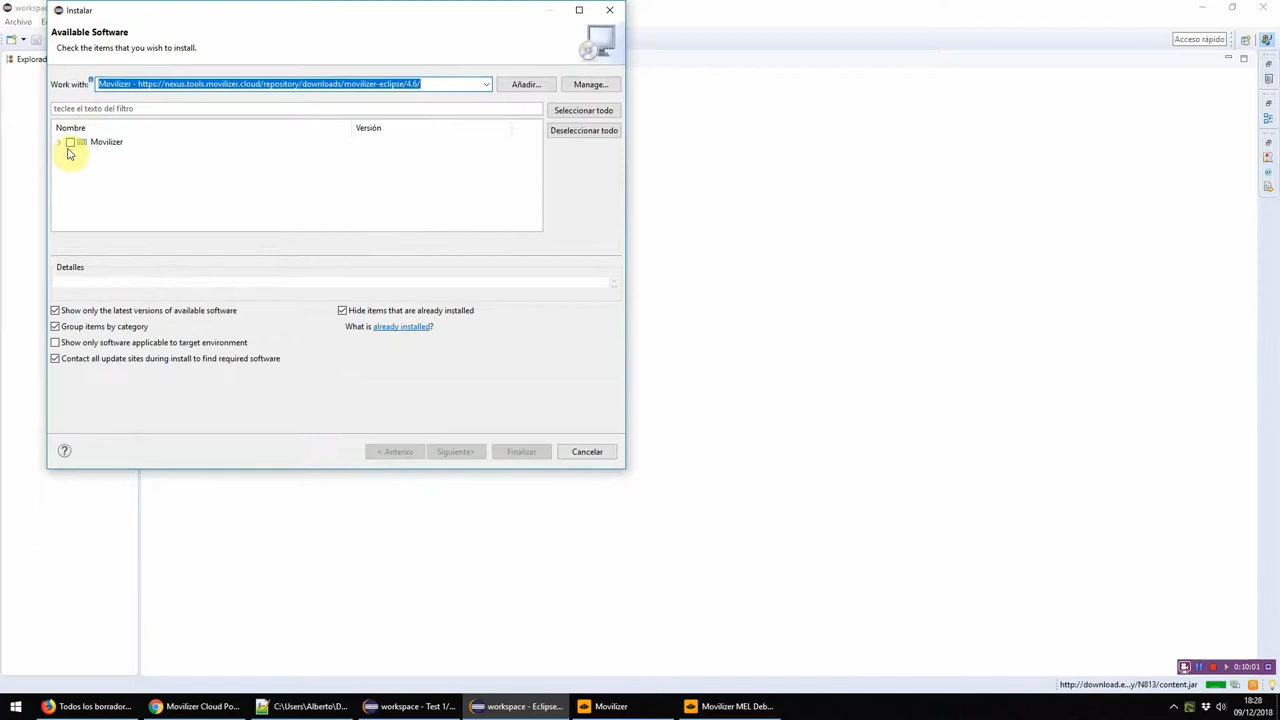 workspace
Instalar
Archivo
Available Software
Check the items that you wish to install.
Acceso rápido
Explorad
Work with:
Movilizer - https://nexus.tools.movilizer.cloud/repository/downloads/movilizer-eclipse/4.6/
Añadir...
Manage...
teclee el texto del filtro
Seleccionar todo
Nombre
Versión
Deseleccionar todo
Movilizer
Detalles
Show only the latest versions of available software
Hide items that are already installed
Group items by category
What is already installed?
Show only software applicable to target environment
Contact all update sites during install to find required software
?
< Anterior
Siguiente>
Finalizar
Cancelar
0:10:01
http://download.e...y/N813/content.jar
Todos los borrador...
Movilizer Cloud Po...
C:\Users\Alberto\D...
workspace - Test 1/...
workspace - Eclipse...
Movilizer
Movilizer MEL Deb...
18:28
09/12/2018